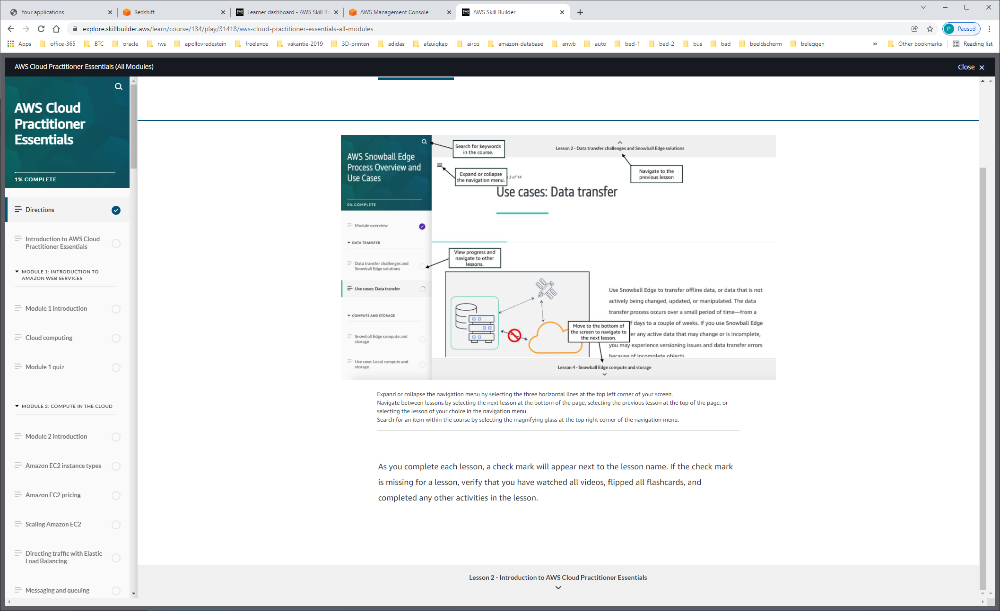 Your applications
Redshift
Learner dashboard - AWS Skill Bu
AWS Management Console
AWS Skill Builder
explore.skillbuilder.aws/learn/course/134/play/31418/aws-cloud-practitioner-essentials-all-modules
P Paused
Apps office-365 BTC oracle rws apollovredestein freelance vakantie-2019 3D-printen adidas afzuigkap airco amazon-database anwb auto bed-1 bed-2 bus bad beeldscherm beleggen » Other bookmarks Reading list
AWS Cloud Practitioner Essentials (All Modules)
Close
AWS Cloud
Practitioner
Essentials
1% COMPLETE
Directions
Introduction to AWS Cloud
Practitioner Essentials
MODULE 1: INTRODUCTION TO
AMAZON WEB SERVICES
Module 1 introduction
Cloud computing
Module 1 quiz
MODULE 2: COMPUTE IN THE CLOUD
Module 2 introduction
Amazon EC2 instance types
Amazon EC2 pricing
Scaling Amazon EC2
Directing traffic with Elastic
Load Balancing
Messaging and queuing
AWS Snowball Edge
Process Overview and
Use Cases
0% COMPLETE
Module overview
DATA TRANSFER
Data transfer challenges and
Snowball Edge solutions
Use cases: Data transfer
COMPUTE AND STORAGE
Snowball Edge compute and
storage
Use case: Local compute and
storage
Search for keywords
in the course.
Lesson 2 - Data transfer challenges and Snowball Edge solutions
Expand or collapse
the navigation menu.
3 of 14
Navigate to the
previous lesson
Use cases: Data transfer
View progress and
navigate to other
lessons.
Use Snowball Edge to transfer offline data, or data that is not
actively being changed, updated, or manipulated. The data
transfer process occurs over a small period of time—from a
f days to a couple of weeks. If you use Snowball Edge
er any active data that may change or is incomplete,
you may experience versioning issues and data transfer errors
because of incomplete objects
Move to the bottom of
the screen to navigate to
the next lesson.
Lesson 4 - Snowball Edge compute and storage
Expand or collapse the navigation menu by selecting the three horizontal lines at the top left corner of your screen.
Navigate between lessons by selecting the next lesson at the bottom of the page, selecting the previous lesson at the top of the page, or
selecting the lesson of your choice in the navigation menu.
Search for an item within the course by selecting the magnifying glass at the top right corner of the navigation menu.
As you complete each lesson, a check mark will appear next to the lesson name. If the check mark
is missing for a lesson, verify that you have watched all videos, flipped all flashcards, and
completed any other activities in the lesson.
Lesson 2 - Introduction to AWS Cloud Practitioner Essentials